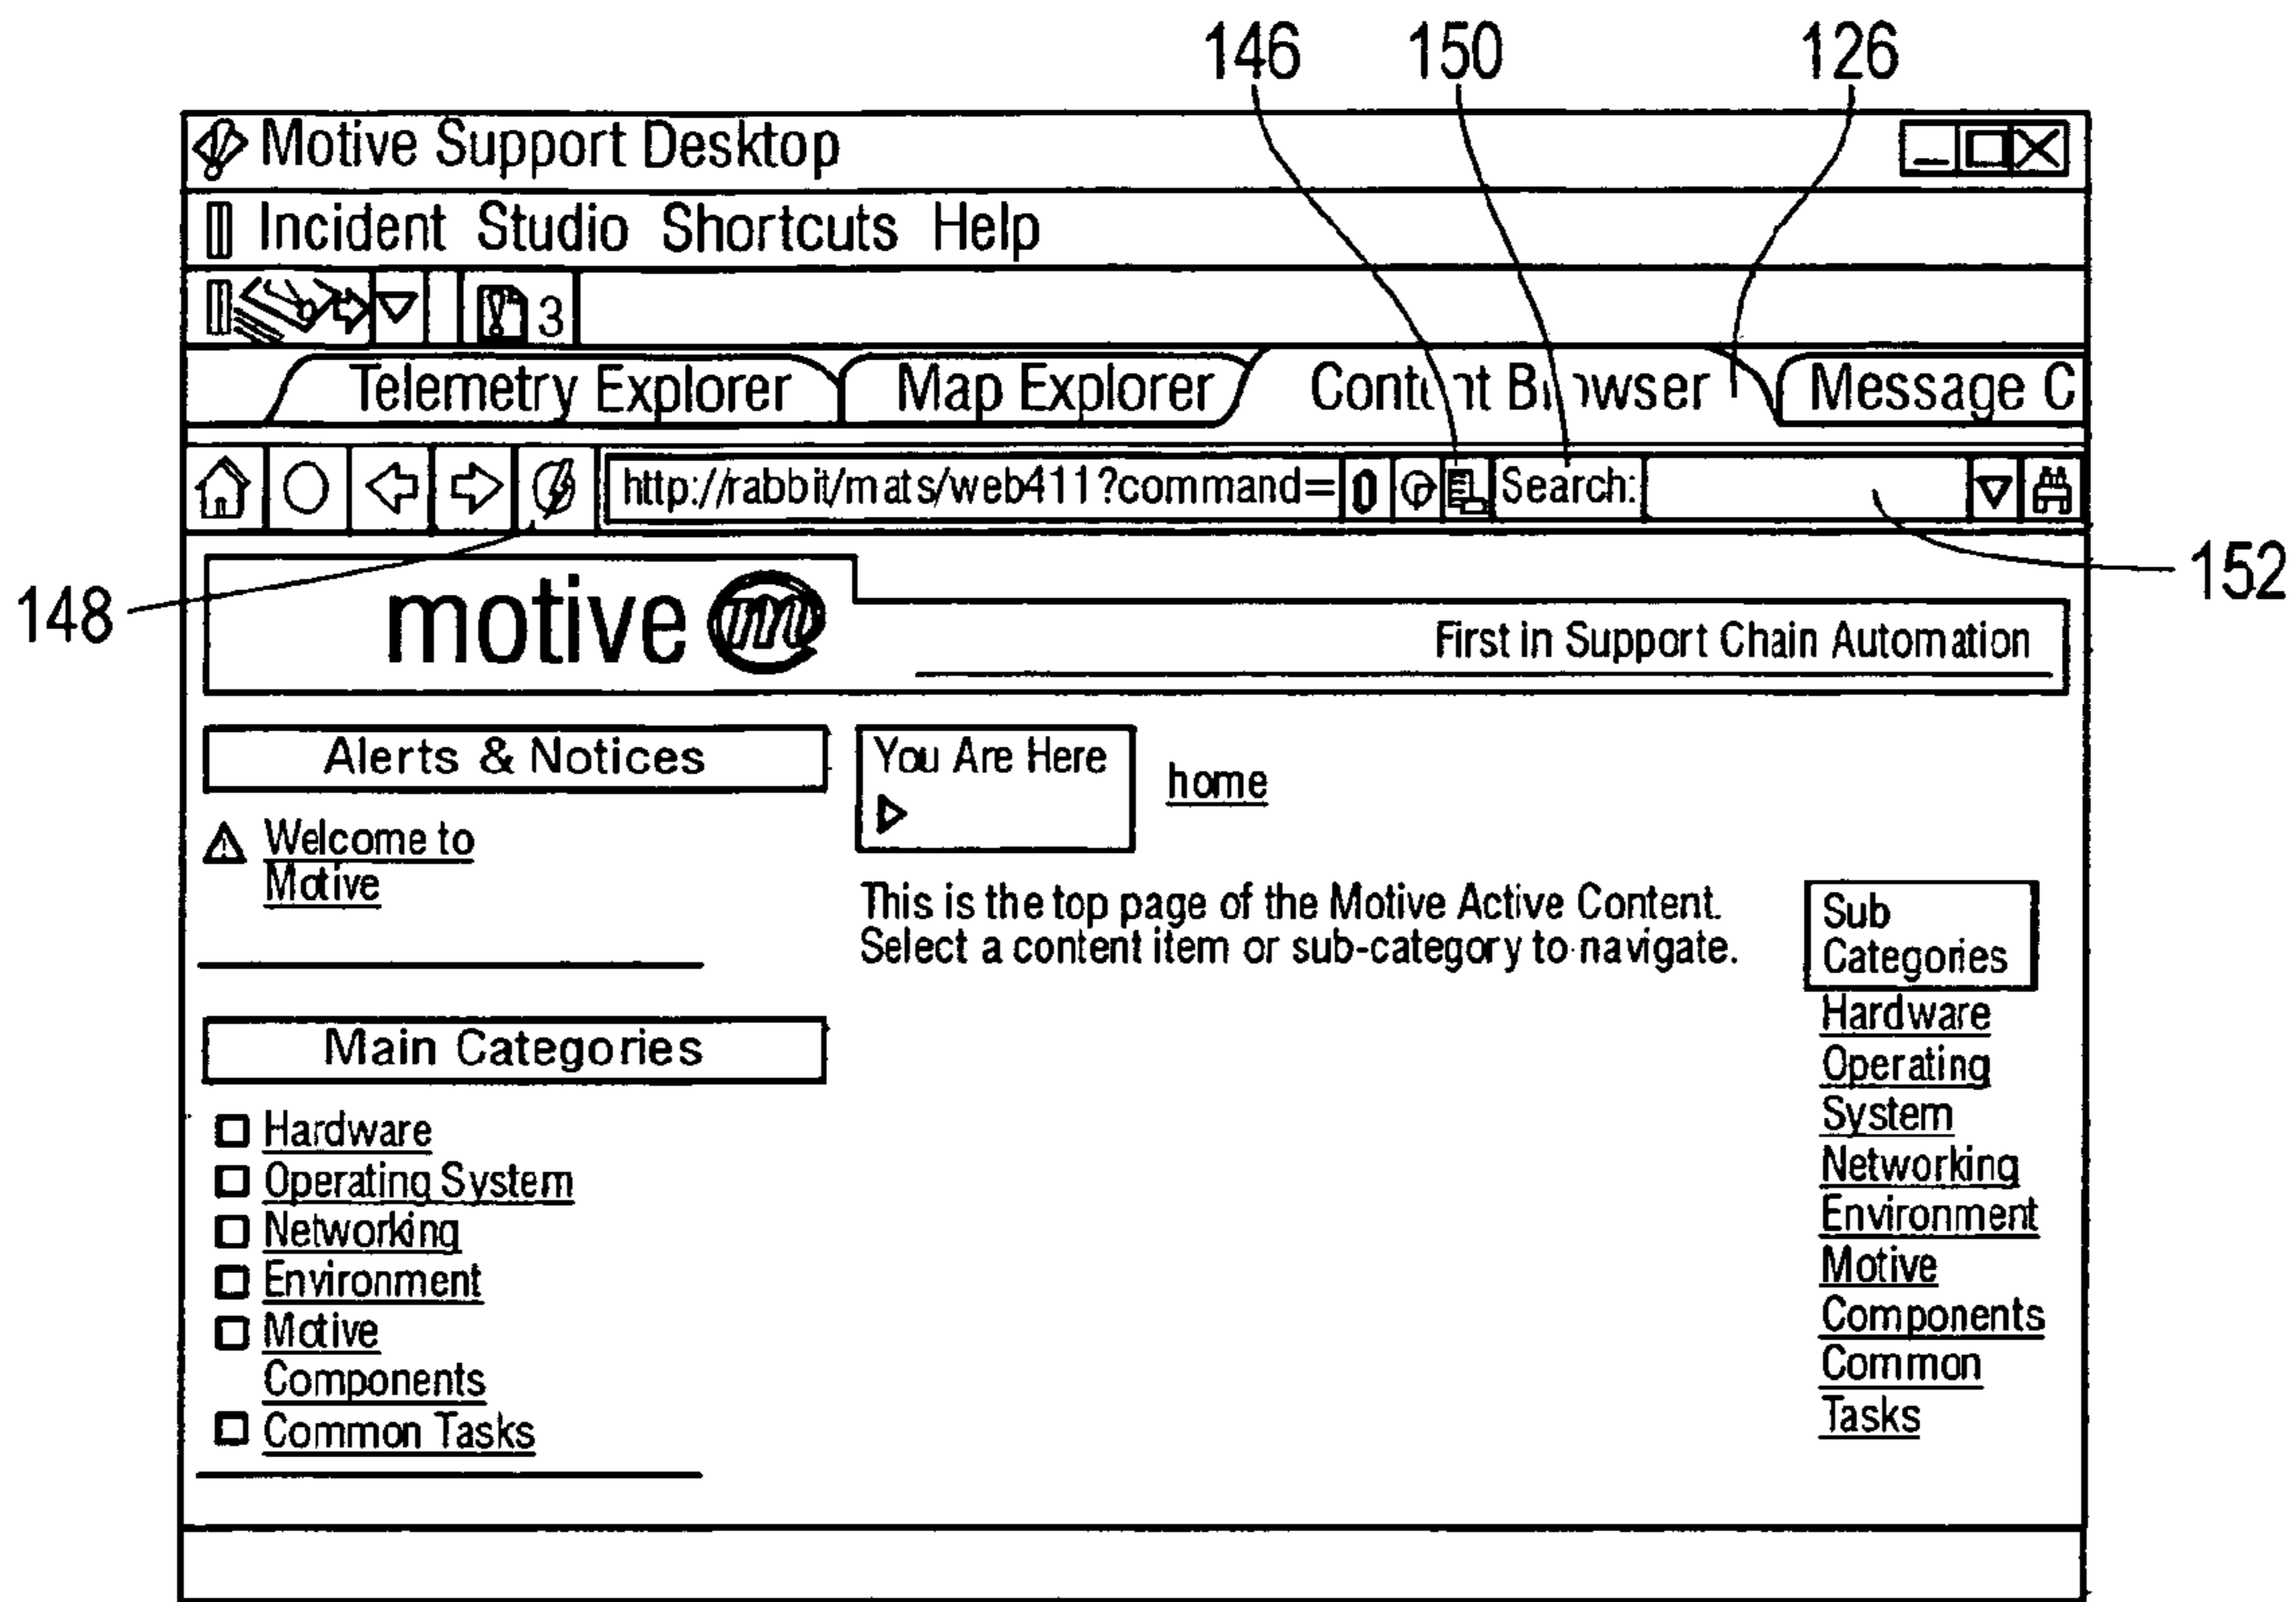 146 150 126
Motive Support Desktop
Incident Studio Shortcuts Help
3
Telemetry Explorer Map Explorer Content Browser Message C
http://rabbit/mats/web411?command= Search:
148
152
motive m
First in Support Chain Automation
Alerts & Notices
You Are Here
home
Welcome to
Motive
This is the top page of the Motive Active Content.
Select a content item or sub-category to navigate.
Sub
Categories
Hardware
Operating
System
Networking
Environment
Motive
Components
Common
Tasks
Main Categories
Hardware
Operating System
Networking
Environment
Motive
Components
Common Tasks